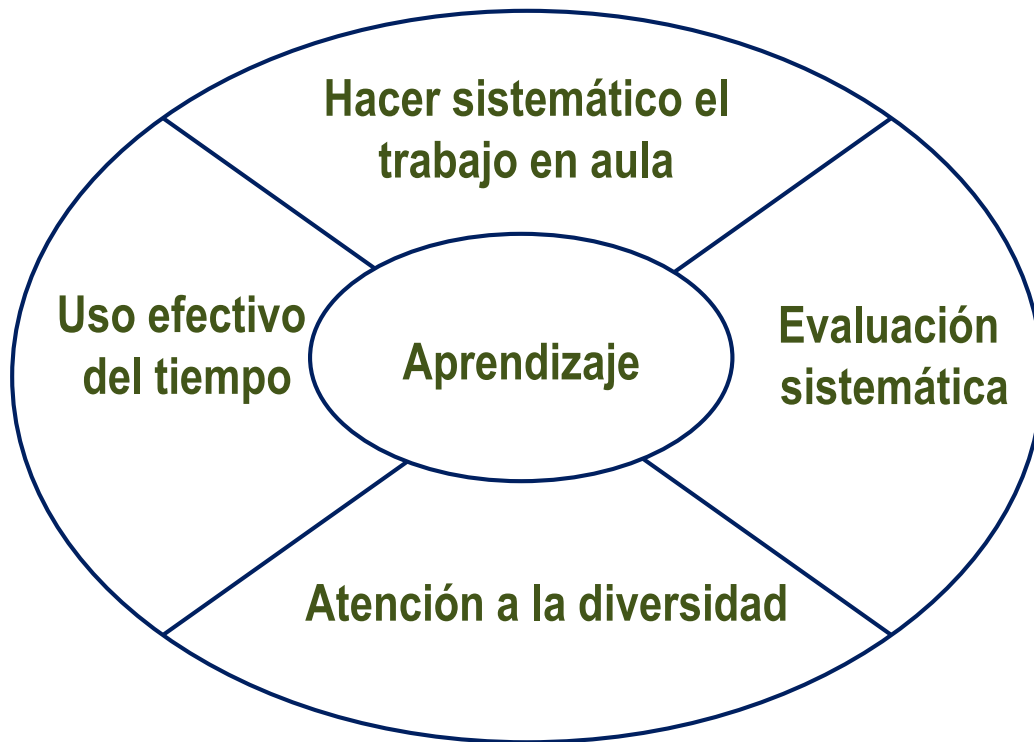 Hacer sistemático el
trabajo en aula
Uso efectivo
del tiempo
Aprendizaje
Evaluación
sistemática
Atención a la diversidad